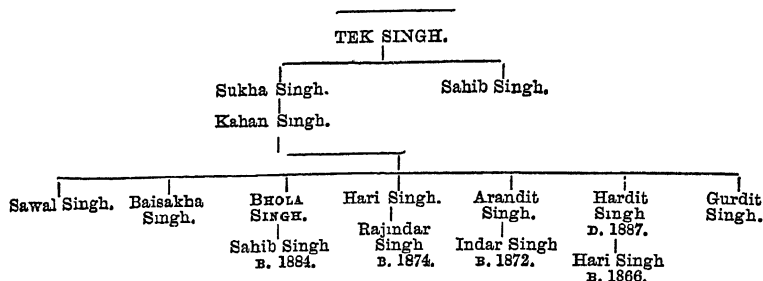 TEK SINGH.
Sukha Singh. Sahib Singh.
Kahan Singh.
Sawal Singh. Baisakha Singh. BHOLA SINGH. Hari Singh. Arandit Singh. Hardit Singh D. 1887. Gurdit Singh.
Sahib Singh B. 1884. Rajindar Singh B. 1874. Indar Singh B. 1872. Hari Singh B. 1866.